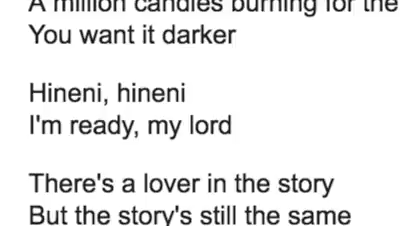 A million candles burning for the
You want it darker
Hineni, hineni
I'm ready, my lord
There's a lover in the story
But the story's still the same